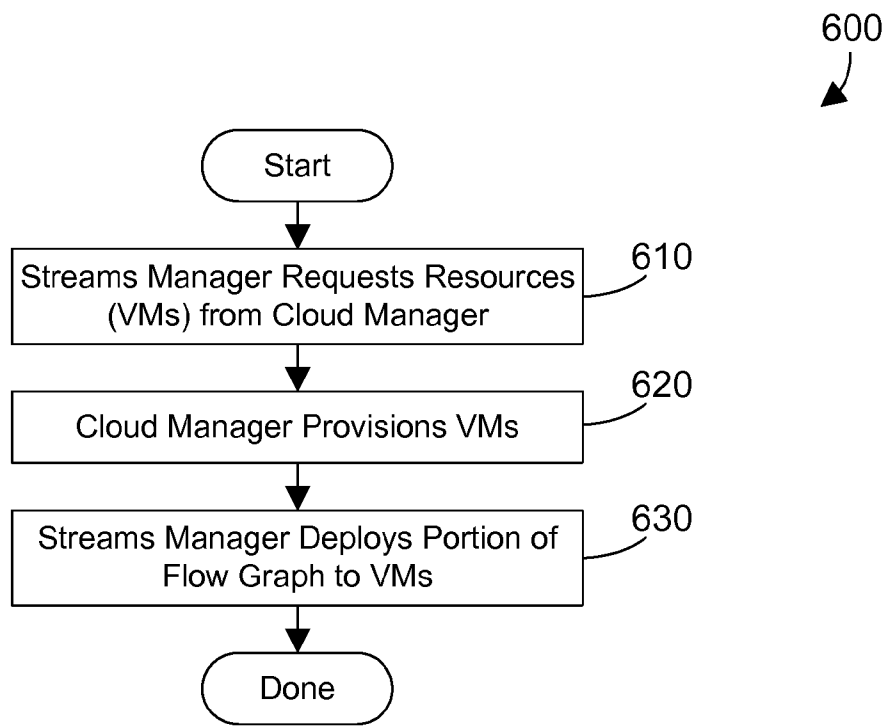 600
Start
Streams Manager Requests Resources
(VMs) from Cloud Manager
610
Cloud Manager Provisions VMs
620
Streams Manager Deploys Portion of
Flow Graph to VMs
630
Done